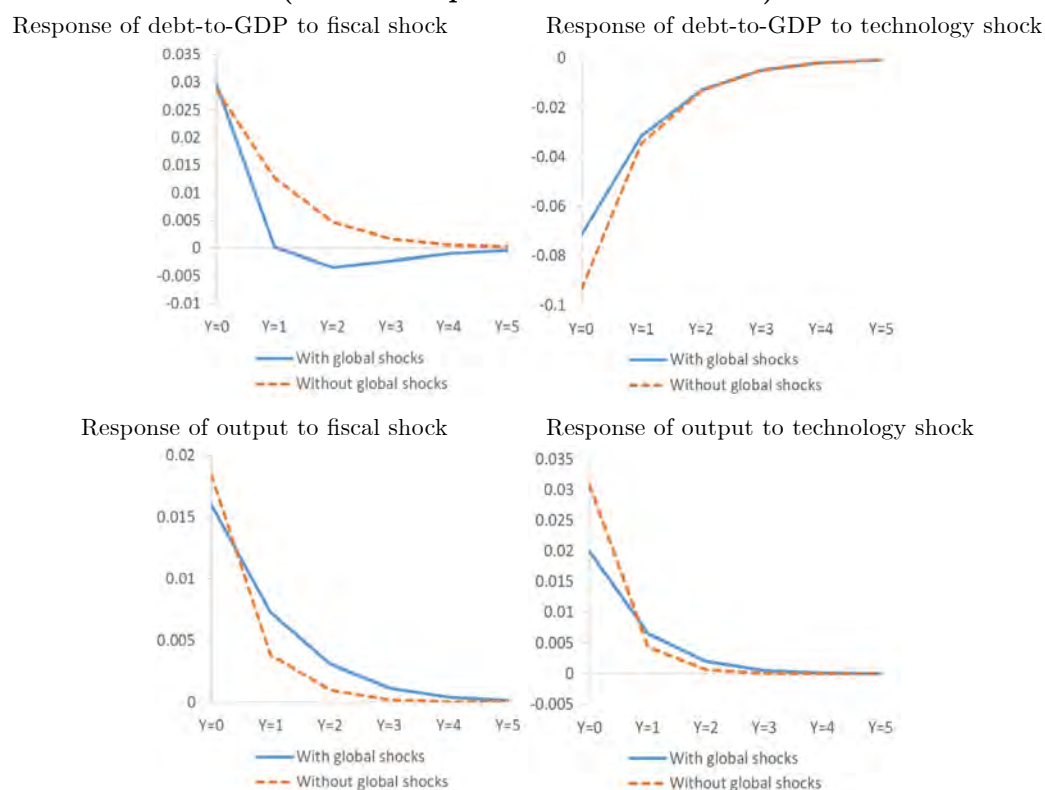 Response of debt-to-GDP to fiscal shock
0.035
0.03
0.025
0.02
0.015
0.01
0.005
0
-0.005
-0.01
Y=0 Y=1 Y=2 Y=3 Y=4 Y=5
With global shocks
Without global shocks
Response of debt-to-GDP to technology shock
0
-0.02
-0.04
-0.06
-0.08
-0.1
Y=0 Y=1 Y=2 Y=3 Y=4 Y=5
With global shocks
Without global shocks
Response of output to fiscal shock
0.02
0.015
0.01
0.005
0
Y=0 Y=1 Y=2 Y=3 Y=4 Y=5
With global shocks
Without global shocks
Response of output to technology shock
0.035
0.03
0.025
0.02
0.015
0.01
0.005
0
-0.005
Y=0 Y=1 Y=2 Y=3 Y=4 Y=5
With global shocks
Without global shocks